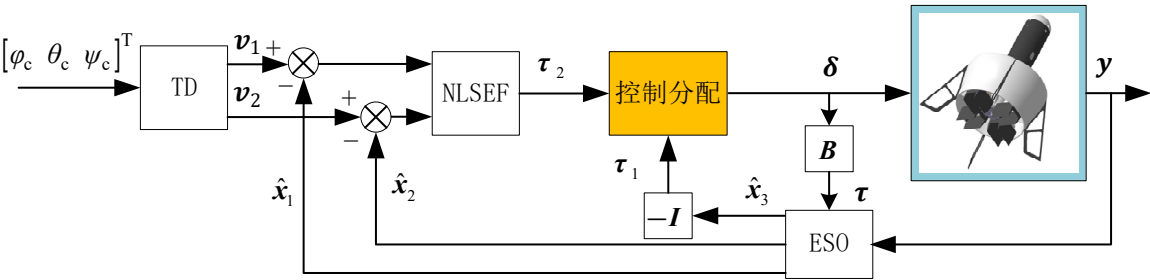 [φc θc ψc]ᵀ
TD
v₁
+
−
v₂
+
−
NLSEF
τ₂
控制分配
δ
y
B
τ₁
x̂₁
x̂₂
−I
x̂₃
τ
ESO